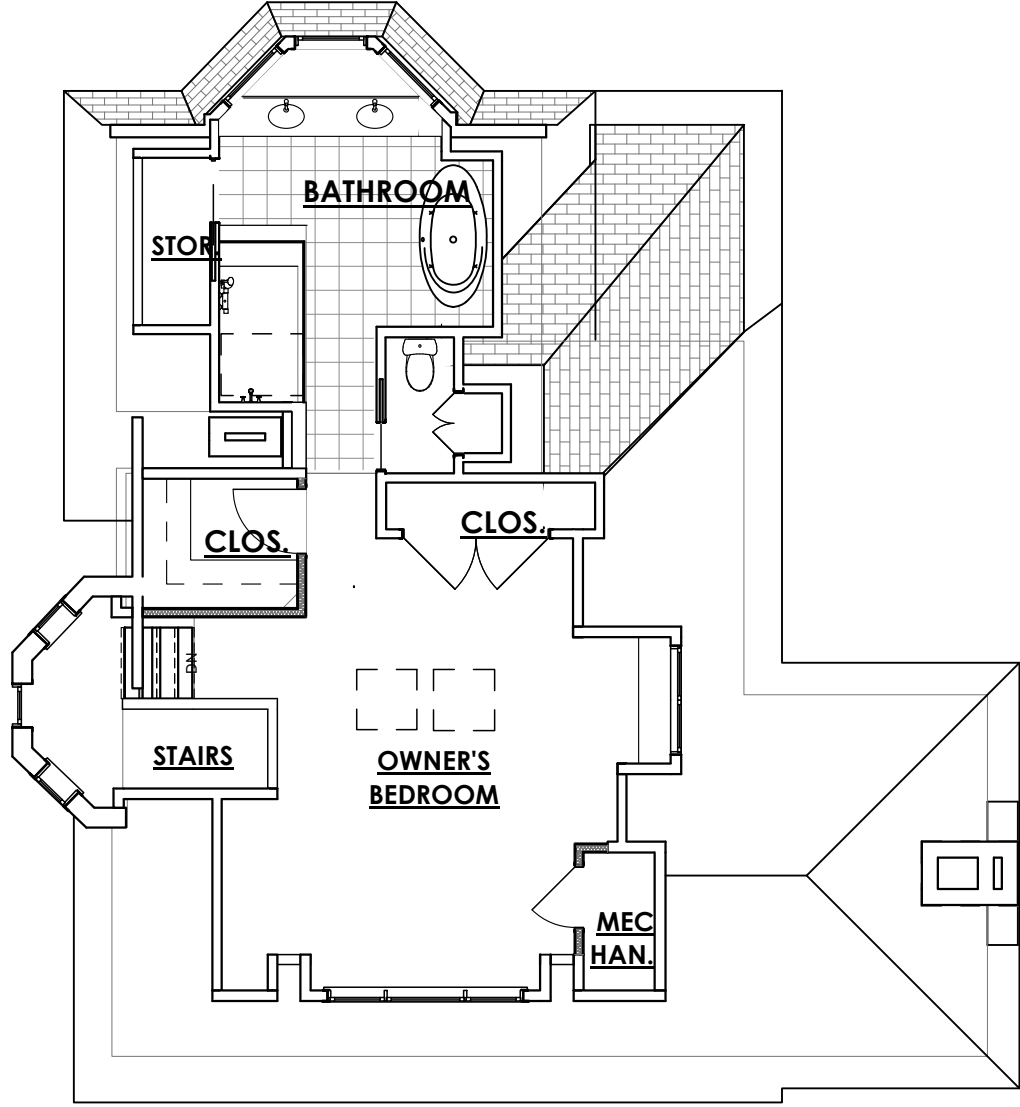 BATHROOM
STOR.
CLOS.
CLOS.
DN
STAIRS
OWNER'S
BEDROOM
MEC
HAN.